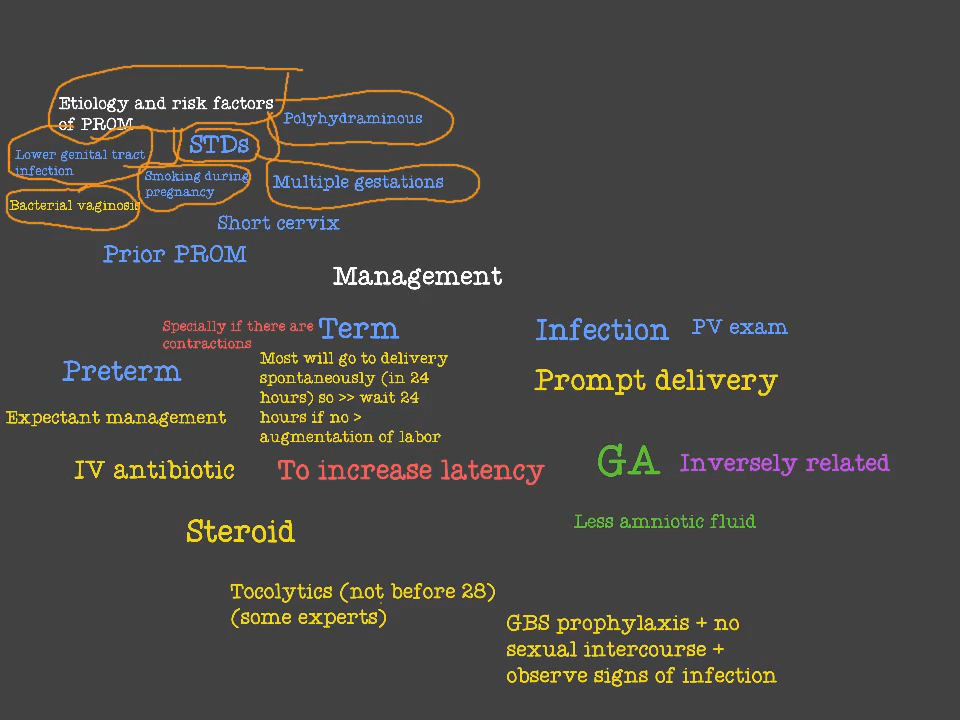 Etiology and risk factors
of PROM
Polyhydraminous
STDs
Lower genital tract
infection
Smoking during
pregnancy
Multiple gestations
Bacterial vaginosis
Short cervix
Prior PROM
Management
Specially if there are
contractions
Term
Infection
PV exam
Preterm
Most will go to delivery
spontaneously (in 24
hours) so >> wait 24
hours if no >
augmentation of labor
Prompt delivery
Expectant management
IV antibiotic
To increase latency
GA
Inversely related
Less amniotic fluid
Steroid
Tocolytics (not before 28)
(some experts)
GBS prophylaxis + no
sexual intercourse +
observe signs of infection